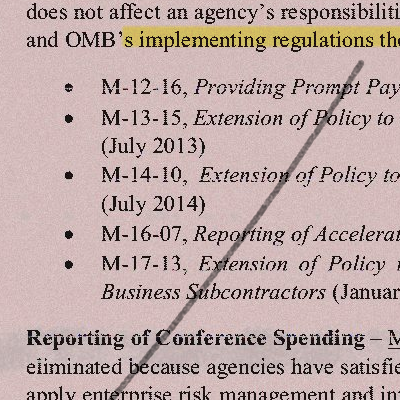 does not affect an agency's responsibiliti
and OMB's implementing regulations the
• M-12-16, Providing Prompt Pay
• M-13-15, Extension of Policy to
(July 2013)
• M-14-10, Extension of Policy to
(July 2014)
• M-16-07, Reporting of Accelerat
• M-17-13, Extension of Policy
Business Subcontractors (Januar
Reporting of Conference Spending – M
eliminated because agencies have satisfie
apply enterprise risk management and in